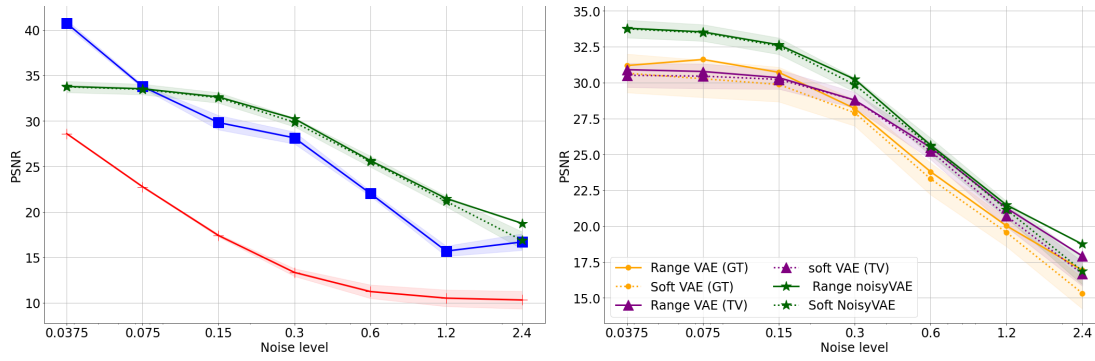 40
35
30
25
20
15
10
PSNR
0.0375 0.075 0.15 0.3 0.6 1.2 2.4
Noise level
35.0
32.5
30.0
27.5
25.0
22.5
20.0
17.5
15.0
PSNR
Range VAE (GT)
Soft VAE (GT)
Range VAE (TV)
soft VAE (TV)
Range noisyVAE
Soft NoisyVAE
0.0375 0.075 0.15 0.3 0.6 1.2 2.4
Noise level